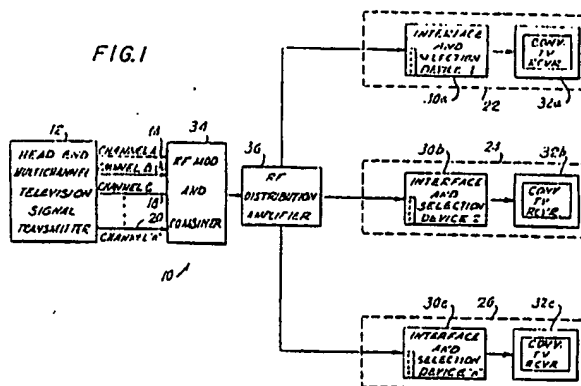 FIG.1
12
HEAD AND
MULTICHANNEL
TELEVISION
SIGNAL
TRANSMITTER
CHANNEL A
CHANNEL B
CHANNEL C
18
20
CHANNEL "N"
34
RF MOD
AND
COMBINER
10
36
RF
DISTRIBUTION
AMPLIFIER
INTERFACE
AND
SELECTION
DEVICE 1
30a
CONV.
TV
RCVR.
32a
22
30b
24
32b
INTERFACE
AND
SELECTION
DEVICE 2
CONV.
TV
RCVR.
30c
26
32c
INTERFACE
AND
SELECTION
DEVICE "N"
CONV.
TV
RCVR.